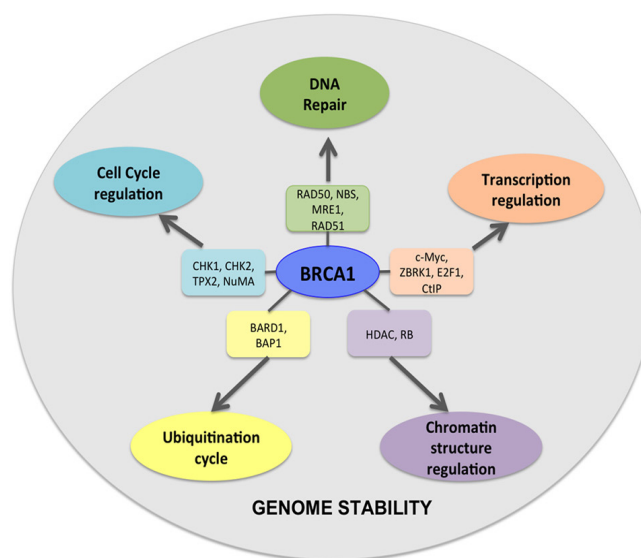 DNA
Repair
Cell Cycle
regulation
Transcription
regulation
RAD50, NBS,
MRE1,
RAD51
CHK1, CHK2,
TPX2, NuMA
BRCA1
c-Myc,
ZBRK1, E2F1,
CtIP
BARD1,
BAP1
HDAC, RB
Ubiquitination
cycle
Chromatin
structure
regulation
GENOME STABILITY